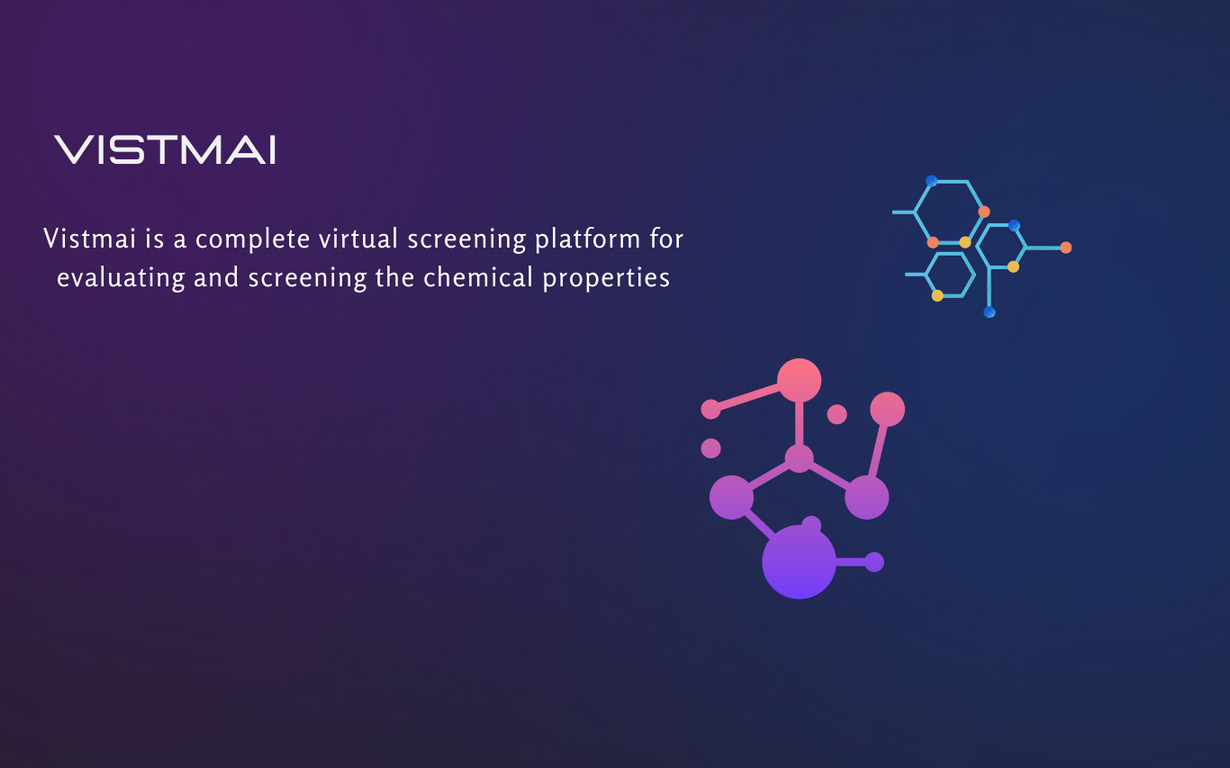 VISTMAI
Vistmai is a complete virtual screening platform for
evaluating and screening the chemical properties